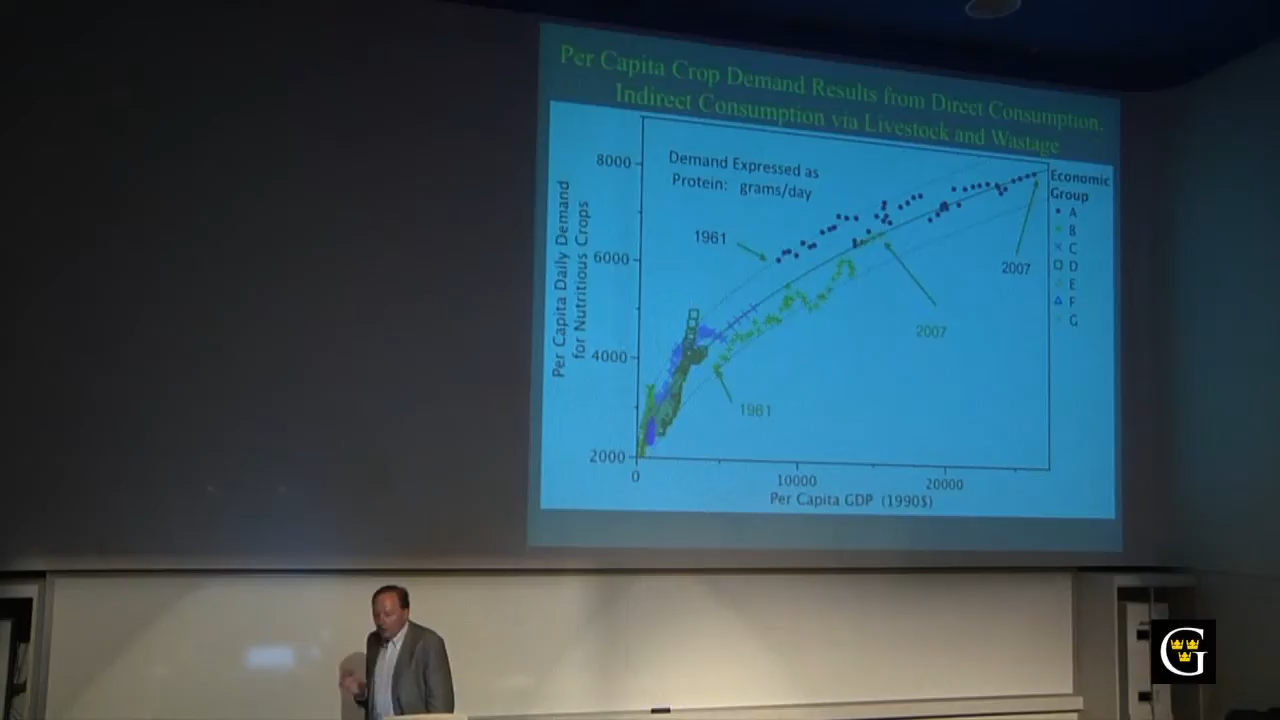 Per Capita Crop Demand Results from Direct Consumption,
Indirect Consumption via Livestock and Wastage
Demand Expressed as
Protein: grams/day
Per Capita Daily Demand
for Nutritious Crops
8000
6000
4000
2000
1961
2007
2007
1961
0
10000
20000
Per Capita GDP (1990$)
Economic
Group
A
B
C
D
E
F
G
G